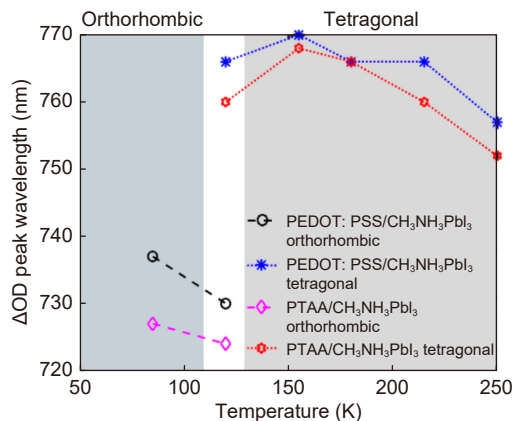 Orthorhombic Tetragonal
770
760
750
740
730
720
ΔOD peak wavelength (nm)
PEDOT: PSS/CH₃NH₃PbI₃
orthorhombic
PEDOT: PSS/CH₃NH₃PbI₃
tetragonal
PTAA/CH₃NH₃PbI₃
orthorhombic
PTAA/CH₃NH₃PbI₃ tetragonal
50 100 150 200 250
Temperature (K)